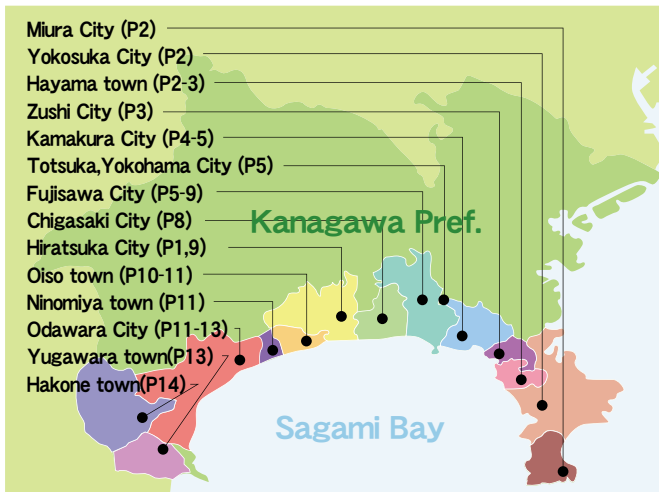 Miura City (P2)
Yokosuka City (P2)
Hayama town (P2-3)
Zushi City (P3)
Kamakura City (P4-5)
Totsuka,Yokohama City (P5)
Fujisawa City (P5-9)
Chigasaki City (P8)
Kanagawa Pref.
Hiratsuka City (P1,9)
Oiso town (P10-11)
Ninomiya town (P11)
Odawara City (P11-13)
Yugawara town(P13)
Hakone town(P14)
Sagami Bay